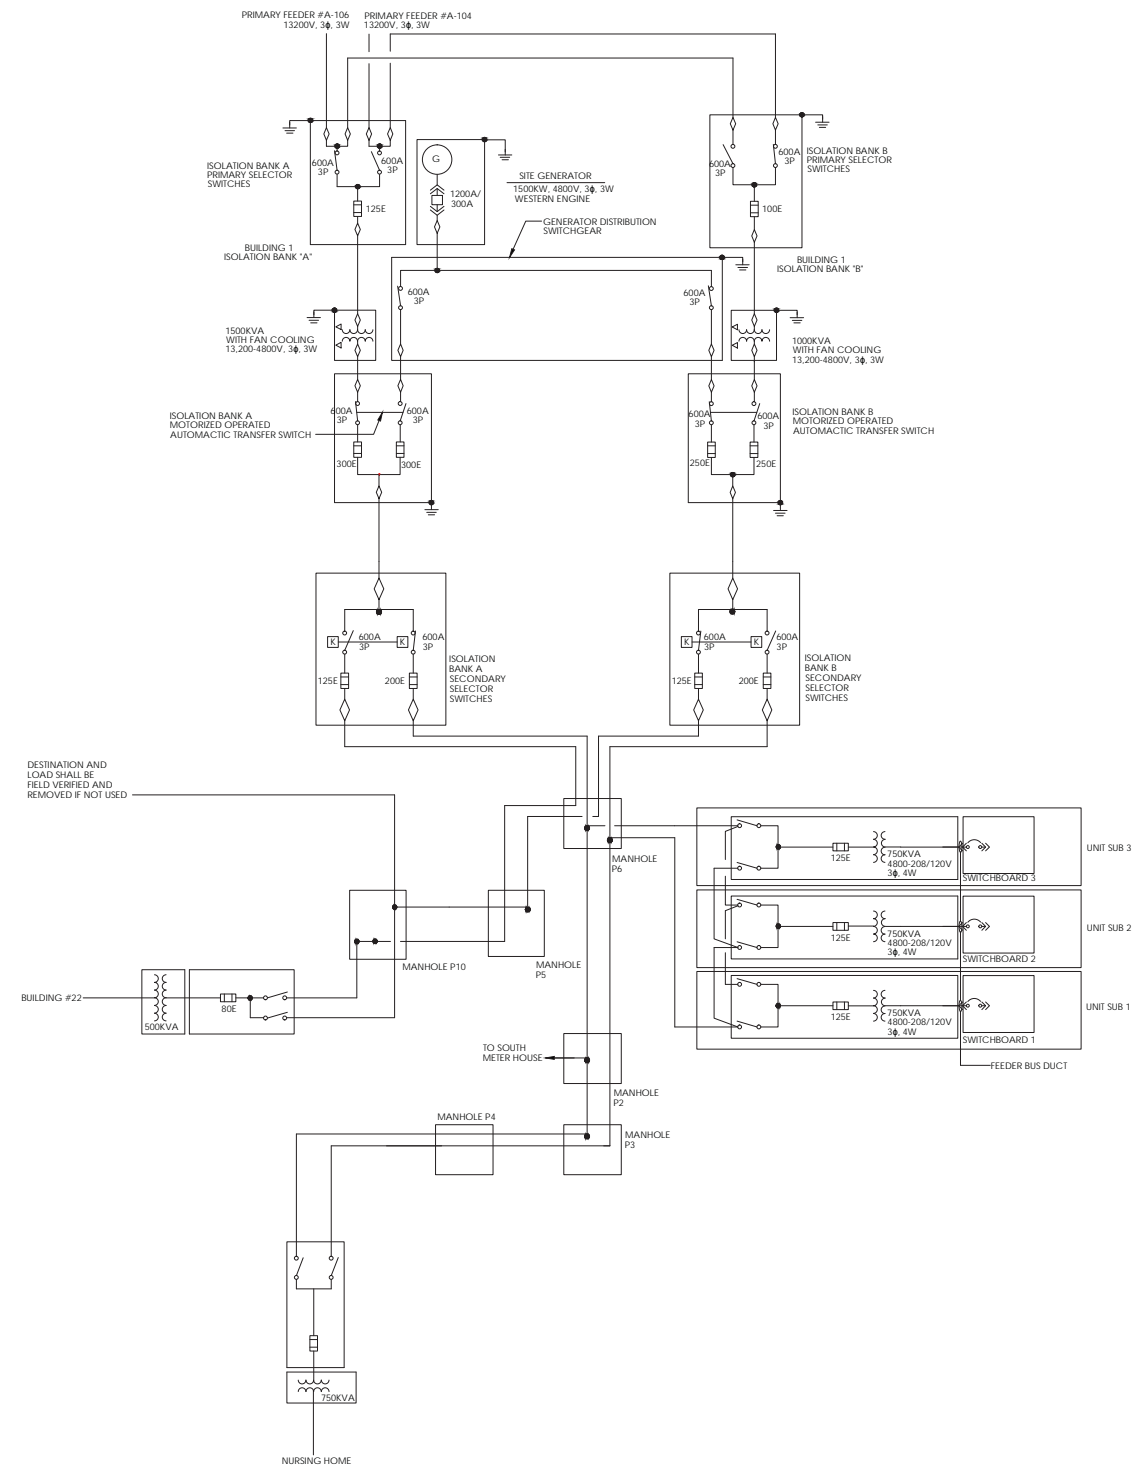 PRIMARY FEEDER #A-106
13200V, 3ϕ, 3W
PRIMARY FEEDER #A-104
13200V, 3ϕ, 3W
ISOLATION BANK A
PRIMARY SELECTOR
SWITCHES
600A
3P
600A
3P
125E
BUILDING 1
ISOLATION BANK "A"
G
1200A/
300A
SITE GENERATOR
1500KW, 4800V, 3ϕ, 3W
WESTERN ENGINE
GENERATOR DISTRIBUTION
SWITCHGEAR
600A
3P
600A
3P
ISOLATION BANK B
PRIMARY SELECTOR
SWITCHES
100E
BUILDING 1
ISOLATION BANK "B"
600A
3P
600A
3P
1500KVA
WITH FAN COOLING
13,200-4800V, 3ϕ, 3W
1000KVA
WITH FAN COOLING
13,200-4800V, 3ϕ, 3W
ISOLATION BANK A
MOTORIZED OPERATED
AUTOMACTIC TRANSFER SWITCH
600A
3P
600A
3P
300E
300E
600A
3P
600A
3P
250E
250E
ISOLATION BANK B
MOTORIZED OPERATED
AUTOMACTIC TRANSFER SWITCH
K
600A
3P
K
600A
3P
125E
200E
ISOLATION
BANK A
SECONDARY
SELECTOR
SWITCHES
K
600A
3P
K
600A
3P
125E
200E
ISOLATION
BANK B
SECONDARY
SELECTOR
SWITCHES
DESTINATION AND
LOAD SHALL BE
FIELD VERIFIED AND
REMOVED IF NOT USED
MANHOLE
P6
125E
750KVA
4800-208/120V
3ϕ, 4W
SWITCHBOARD 3
UNIT SUB 3
125E
750KVA
4800-208/120V
3ϕ, 4W
SWITCHBOARD 2
UNIT SUB 2
125E
750KVA
4800-208/120V
3ϕ, 4W
SWITCHBOARD 1
UNIT SUB 1
FEEDER BUS DUCT
MANHOLE P10
MANHOLE
P5
BUILDING #22
500KVA
80E
TO SOUTH
METER HOUSE
MANHOLE
P2
MANHOLE P4
MANHOLE
P3
750KVA
NURSING HOME